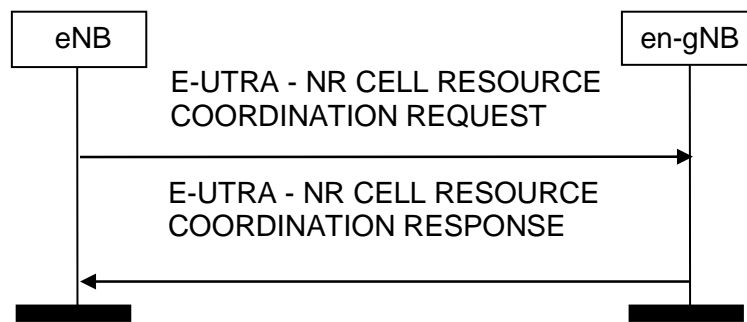 eNB
en-gNB
E-UTRA - NR CELL RESOURCE
COORDINATION REQUEST
E-UTRA - NR CELL RESOURCE
COORDINATION RESPONSE